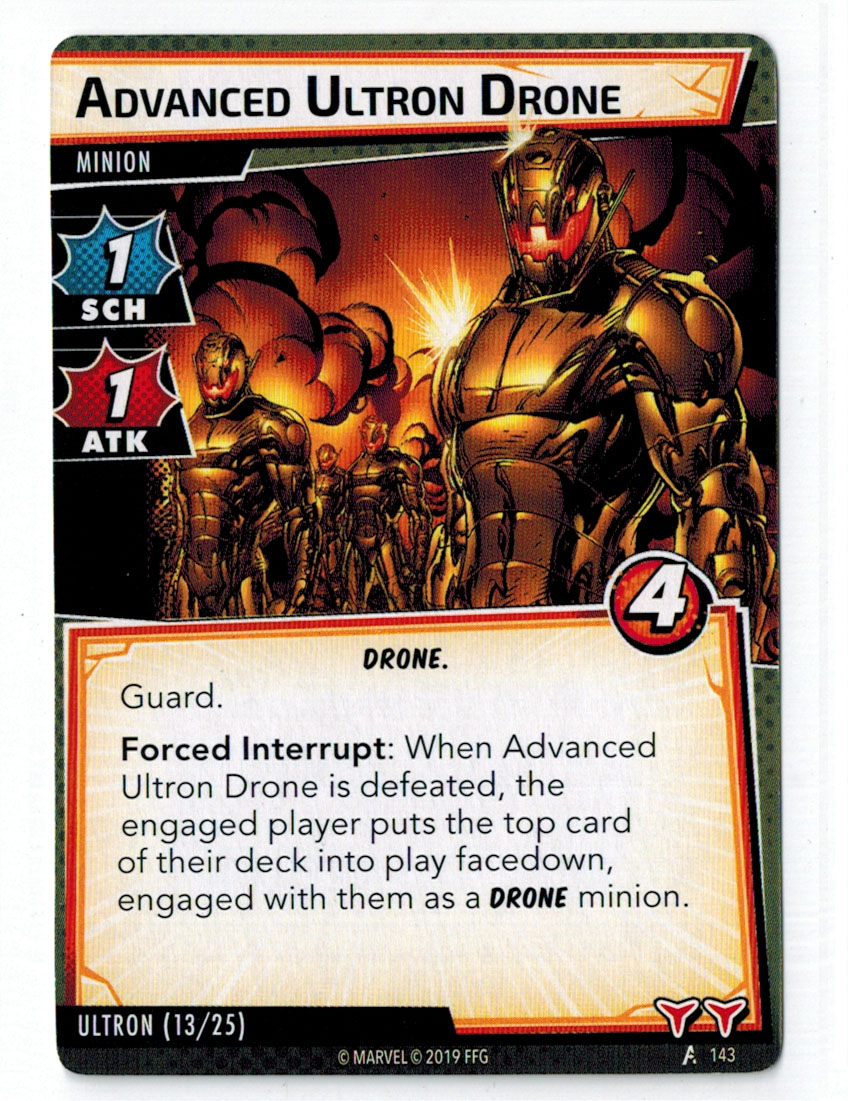 ADVANCED ULTRON DRONE
MINION
1
SCH
1
ATK
4
DRONE.
Guard.
Forced Interrupt: When Advanced
Ultron Drone is defeated, the
engaged player puts the top card
of their deck into play facedown,
engaged with them as a DRONE minion.
ULTRON (13/25)
© MARVEL © 2019 FFG
143